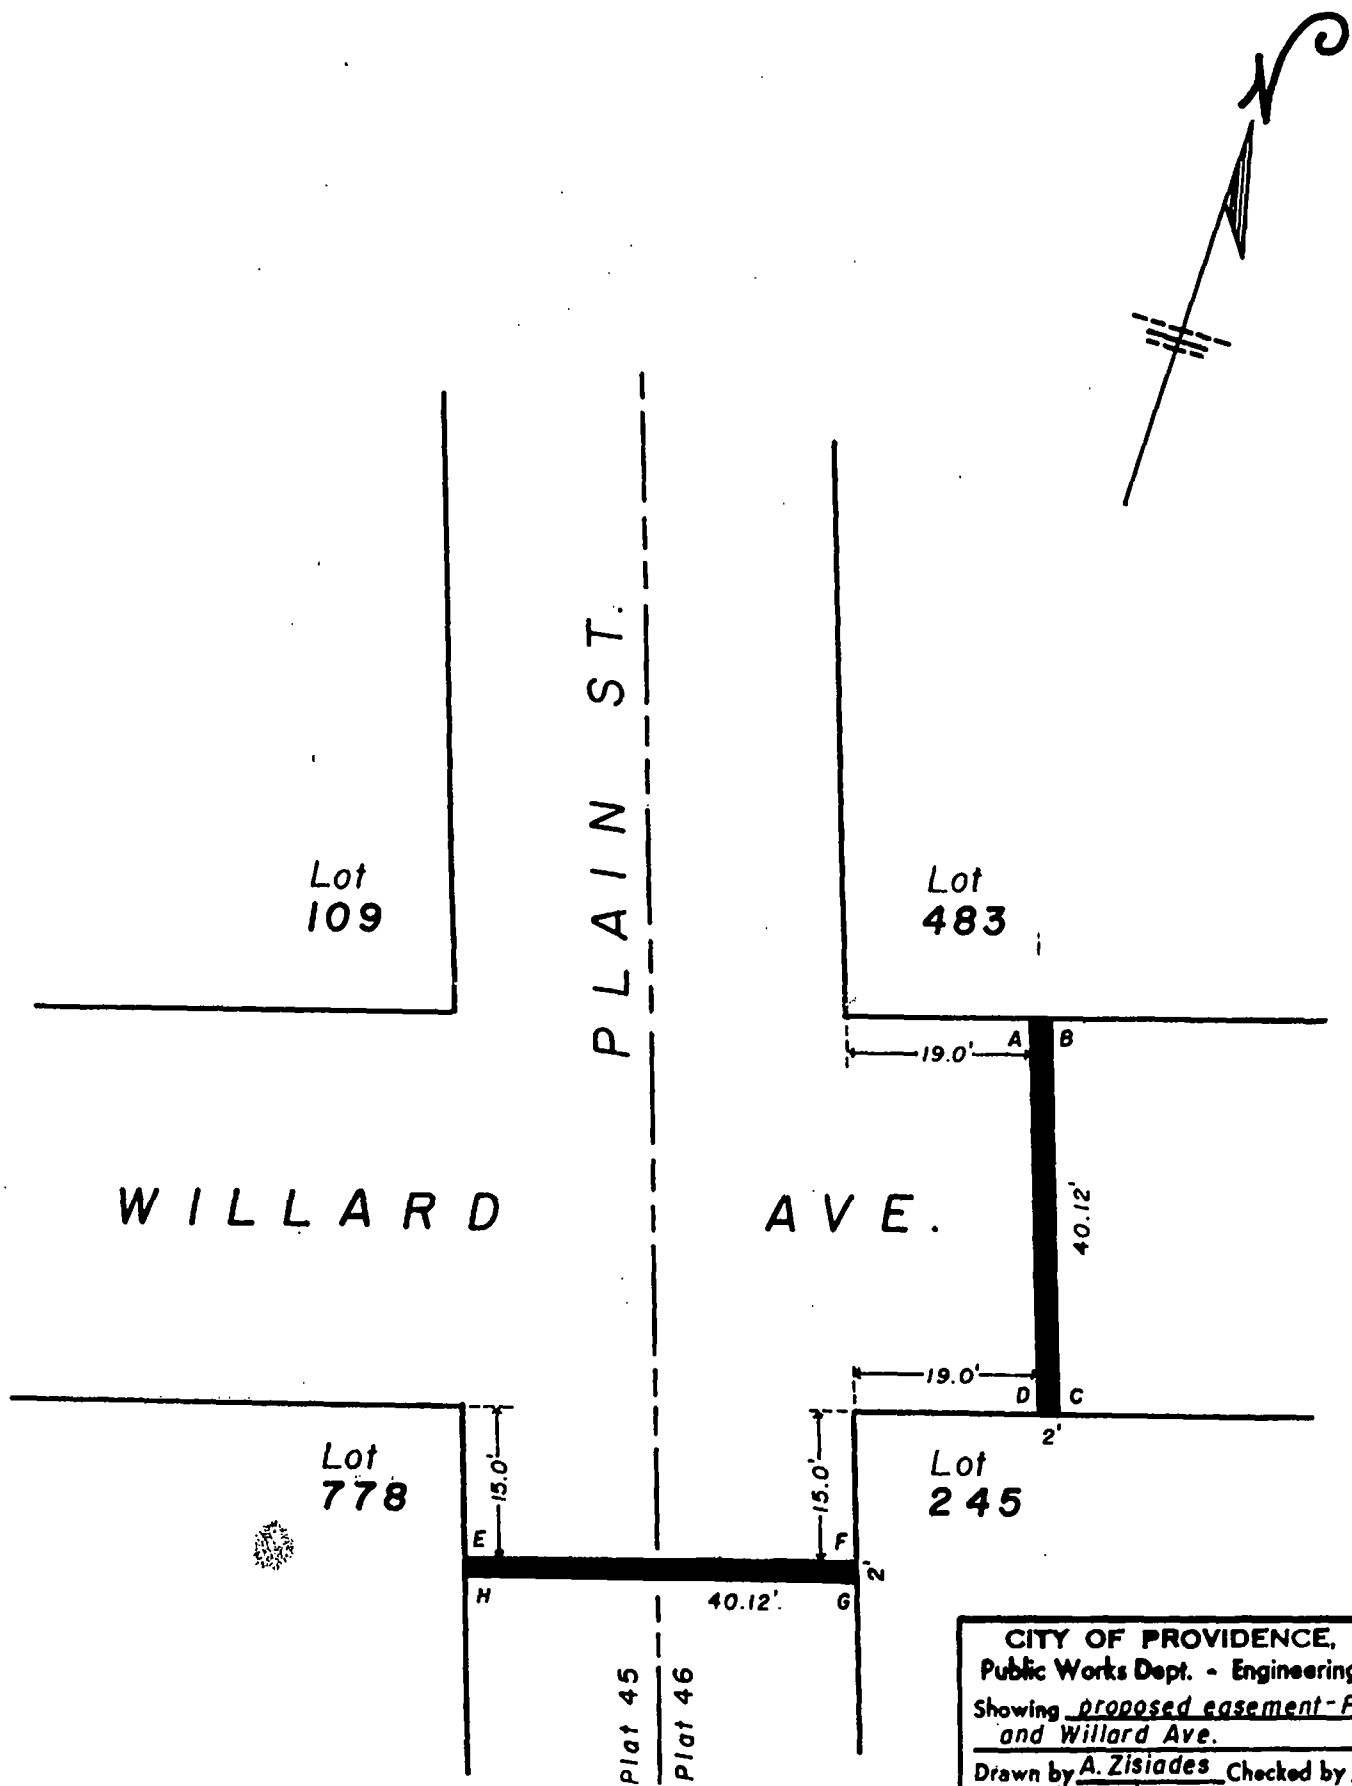 N
PLAIN ST.
Lot
109
Lot
483
A B
19.0'
WILLARD AVE.
40.12'
19.0'
D C
2'
Lot
778
15.0'
15.0'
Lot
245
E F
2'
H 40.12' G
Plat 45
Plat 46
CITY OF PROVIDENCE,
Public Works Dept. - Engineering
Showing proposed easement-
and Willard Ave.
Drawn by A. Zisiades Checked by